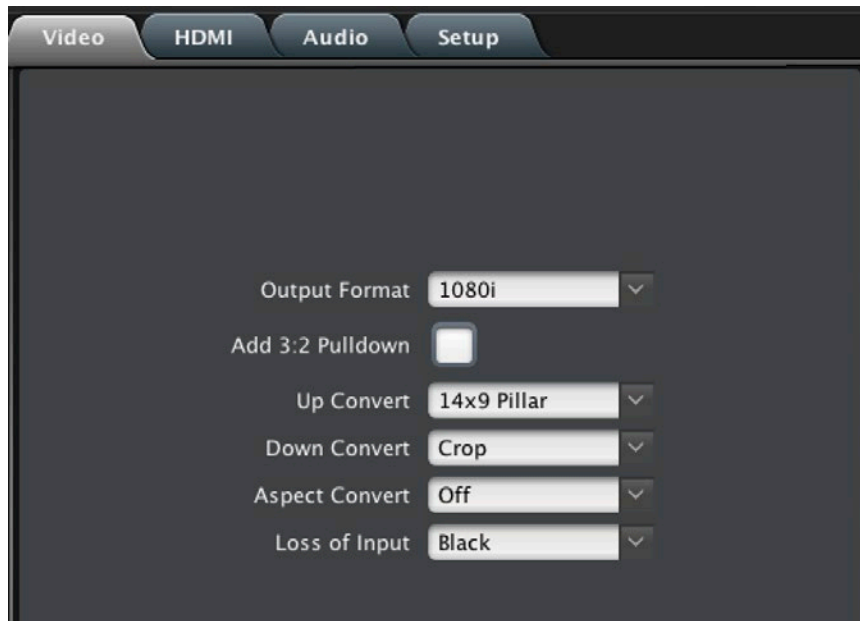 Video HDMI Audio Setup
Output Format 1080i
Add 3:2 Pulldown
Up Convert 14x9 Pillar
Down Convert Crop
Aspect Convert Off
Loss of Input Black